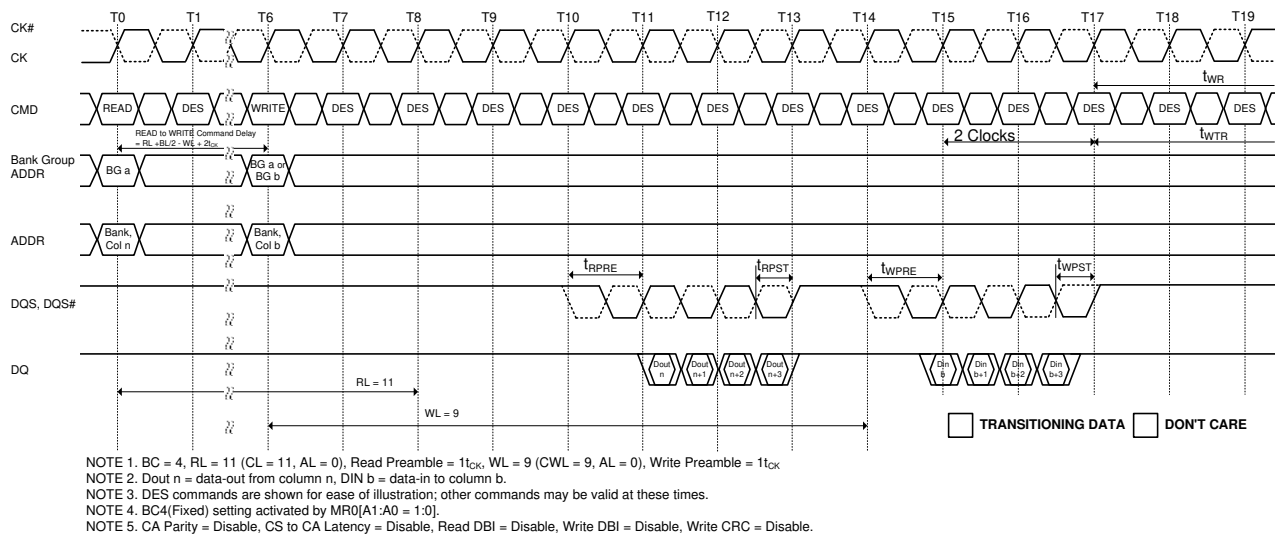 T0 T1 T6 T7 T8 T9 T10 T11 T12 T13 T14 T15 T16 T17 T18 T19
CK#
CK
tWR
CMD READ DES WRITE DES DES DES DES DES DES DES DES DES DES DES DES DES
READ to WRITE Command Delay
= RL +BL/2 - WL + 2tCK
2 Clocks tWTR
Bank Group
ADDR
BG a
BG a or
BG b
ADDR
Bank,
Col n
Bank,
Col b
tRPRE tRPST tWPRE tWPST
DQS, DQS#
DQ
Dout
n
Dout
n+1
Dout
n+2
Dout
n+3
Din
b
Din
b+1
Din
b+2
Din
b+3
RL = 11
WL = 9
TRANSITIONING DATA DON'T CARE
NOTE 1. BC = 4, RL = 11 (CL = 11, AL = 0), Read Preamble = 1tCK, WL = 9 (CWL = 9, AL = 0), Write Preamble = 1tCK
NOTE 2. Dout n = data-out from column n, DIN b = data-in to column b.
NOTE 3. DES commands are shown for ease of illustration; other commands may be valid at these times.
NOTE 4. BC4(Fixed) setting activated by MR0[A1:A0 = 1:0].
NOTE 5. CA Parity = Disable, CS to CA Latency = Disable, Read DBI = Disable, Write DBI = Disable, Write CRC = Disable.